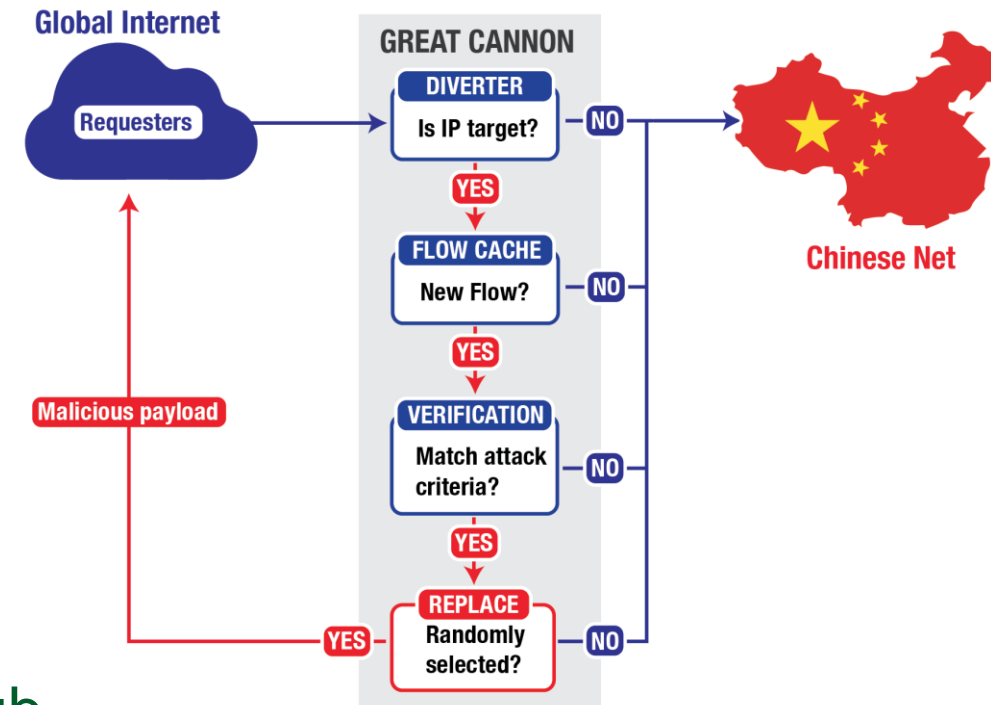 Global Internet
Requesters
GREAT CANNON
DIVERTER
Is IP target?
NO
YES
FLOW CACHE
New Flow?
NO
YES
VERIFICATION
Match attack
criteria?
NO
YES
REPLACE
Randomly
selected?
NO
YES
Malicious payload
Chinese Net